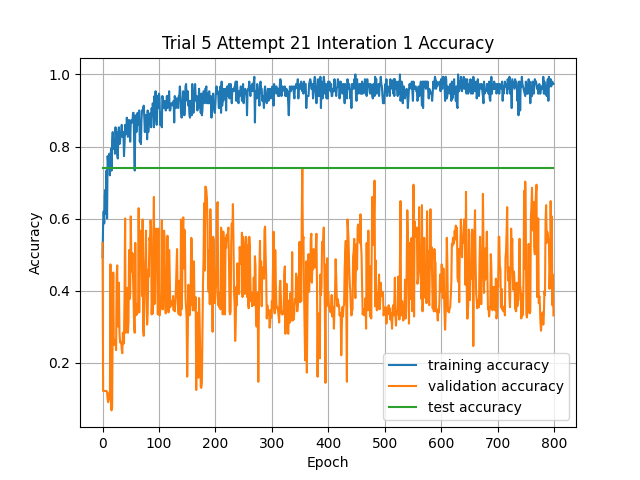 Trial 5 Attempt 21 Interation 1 Accuracy
1.0
0.8
0.6
0.4
0.2
Accuracy
training accuracy
validation accuracy
test accuracy
0 100 200 300 400 500 600 700 800
Epoch